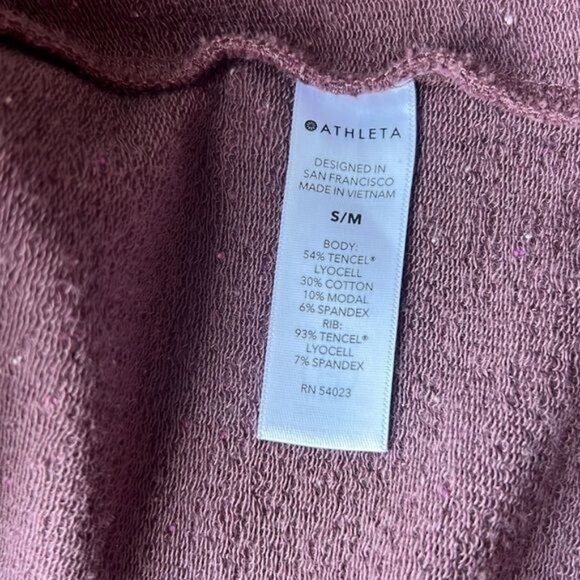 ATHLETA
DESIGNED IN
SAN FRANCISCO
MADE IN VIETNAM
S/M
BODY:
54% TENCEL®
LYOCELL
30% COTTON
10% MODAL
6% SPANDEX
RIB:
93% TENCEL®
LYOCELL
7% SPANDEX
RN 54023